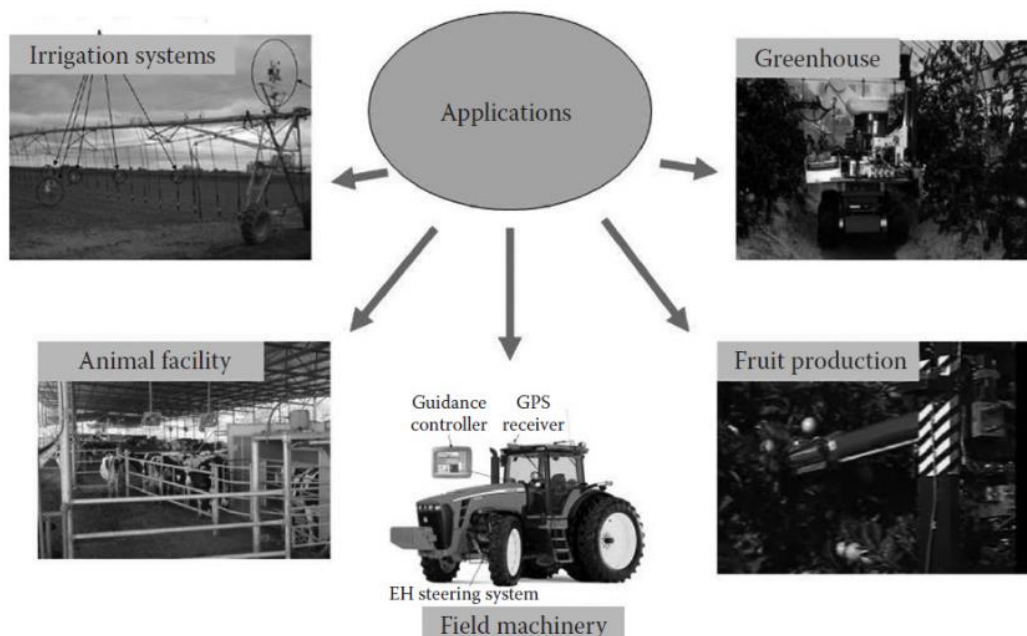 Irrigation systems
Applications
Greenhouse
Animal facility
Fruit production
Guidance
controller
GPS
receiver
EH steering system
Field machinery